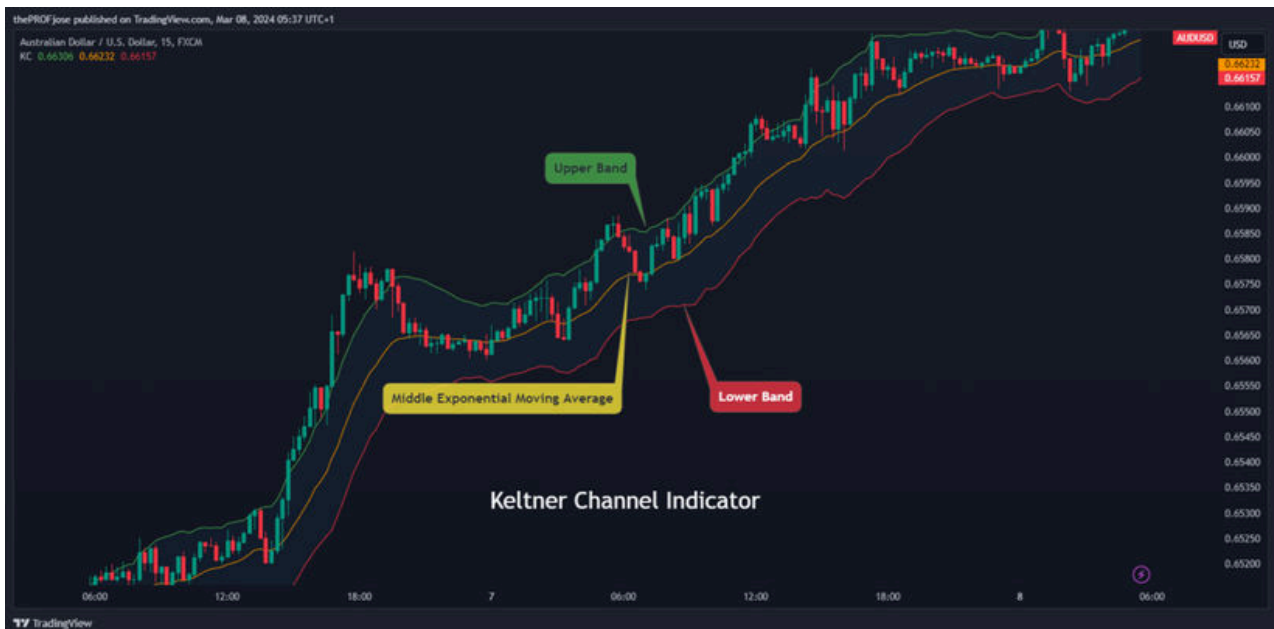 thePROFjose published on TradingView.com, Mar 08, 2024 05:37 UTC+1
Australian Dollar / U.S. Dollar, 15, FXCM
KC 0.66306 0.66232 0.66157
AUDUSD
USD
0.66232
0.66157
0.66100
0.66050
0.66000
0.65950
0.65900
0.65850
0.65800
0.65750
0.65700
0.65650
0.65600
0.65550
0.65500
0.65450
0.65400
0.65350
0.65300
0.65250
0.65200
Upper Band
Middle Exponential Moving Average
Lower Band
Keltner Channel Indicator
06:00 12:00 18:00 7 06:00 12:00 18:00 8 06:00
TradingView